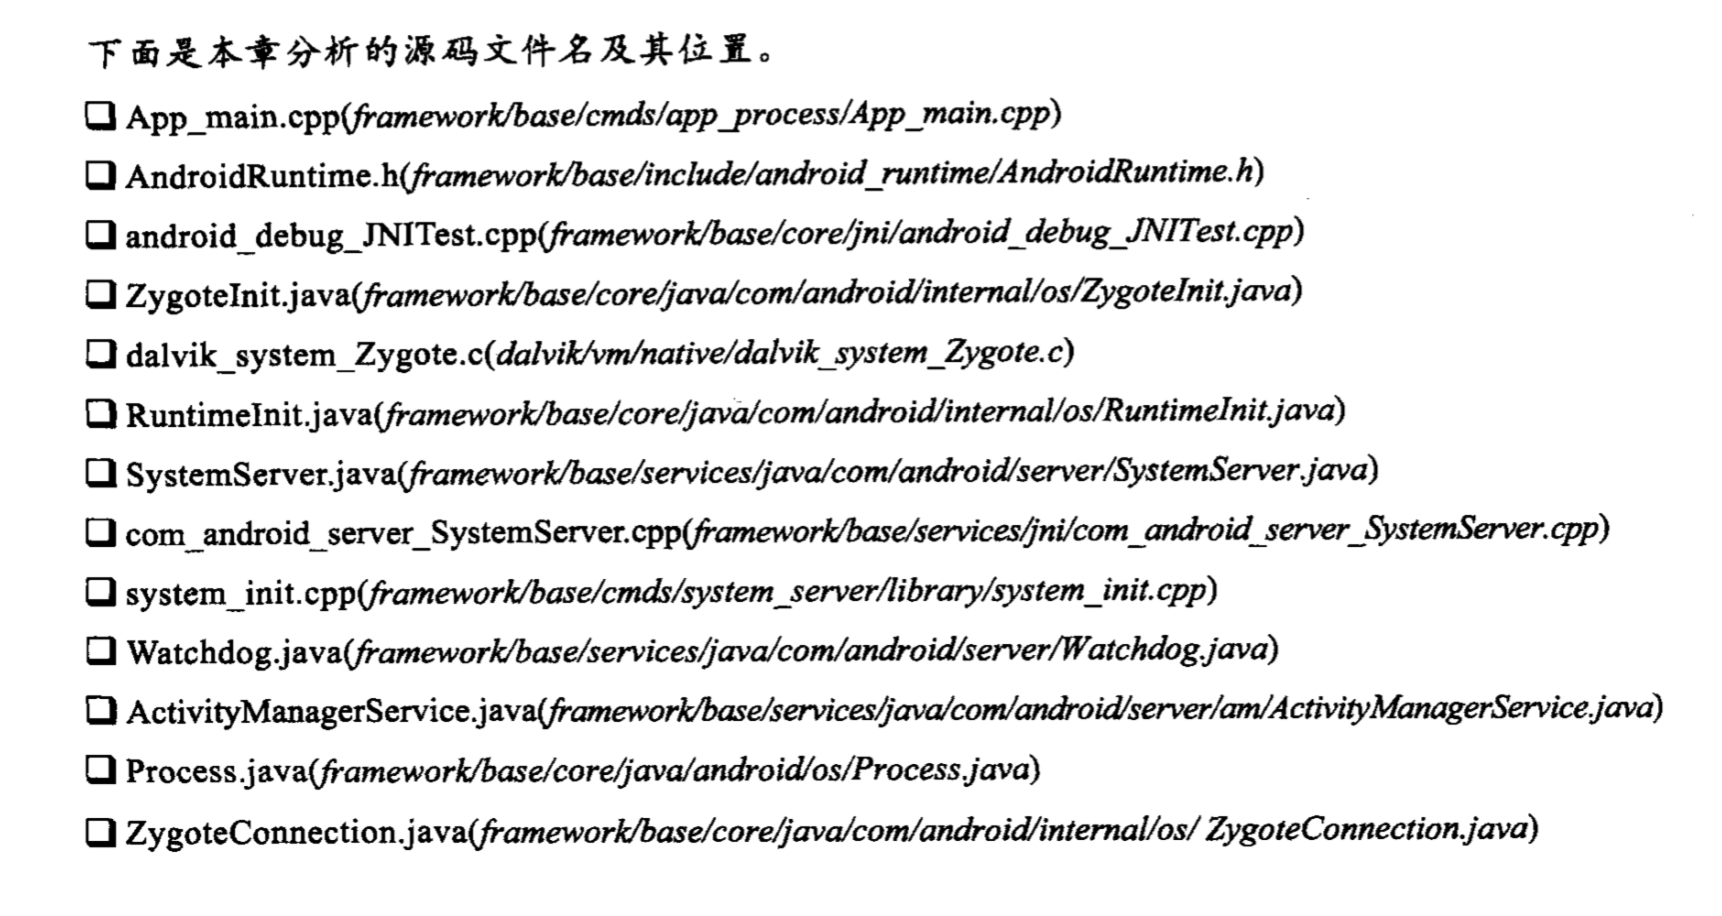 下面是本章分析的源码文件名及其位置。
❑ App_main.cpp(framework/base/cmds/app_process/App_main.cpp)
❑ AndroidRuntime.h(framework/base/include/android_runtime/AndroidRuntime.h)
❑ android_debug_JNITest.cpp(framework/base/core/jni/android_debug_JNITest.cpp)
❑ ZygoteInit.java(framework/base/core/java/com/android/internal/os/ZygoteInit.java)
❑ dalvik_system_Zygote.c(dalvik/vm/native/dalvik_system_Zygote.c)
❑ RuntimeInit.java(framework/base/core/java/com/android/internal/os/RuntimeInit.java)
❑ SystemServer.java(framework/base/services/java/com/android/server/SystemServer.java)
❑ com_android_server_SystemServer.cpp(framework/base/services/jni/com_android_server_SystemServer.cpp)
❑ system_init.cpp(framework/base/cmds/system_server/library/system_init.cpp)
❑ Watchdog.java(framework/base/services/java/com/android/server/Watchdog.java)
❑ ActivityManagerService.java(framework/base/services/java/com/android/server/am/ActivityManagerService.java)
❑ Process.java(framework/base/core/java/android/os/Process.java)
❑ ZygoteConnection.java(framework/base/core/java/com/android/internal/os/ ZygoteConnection.java)